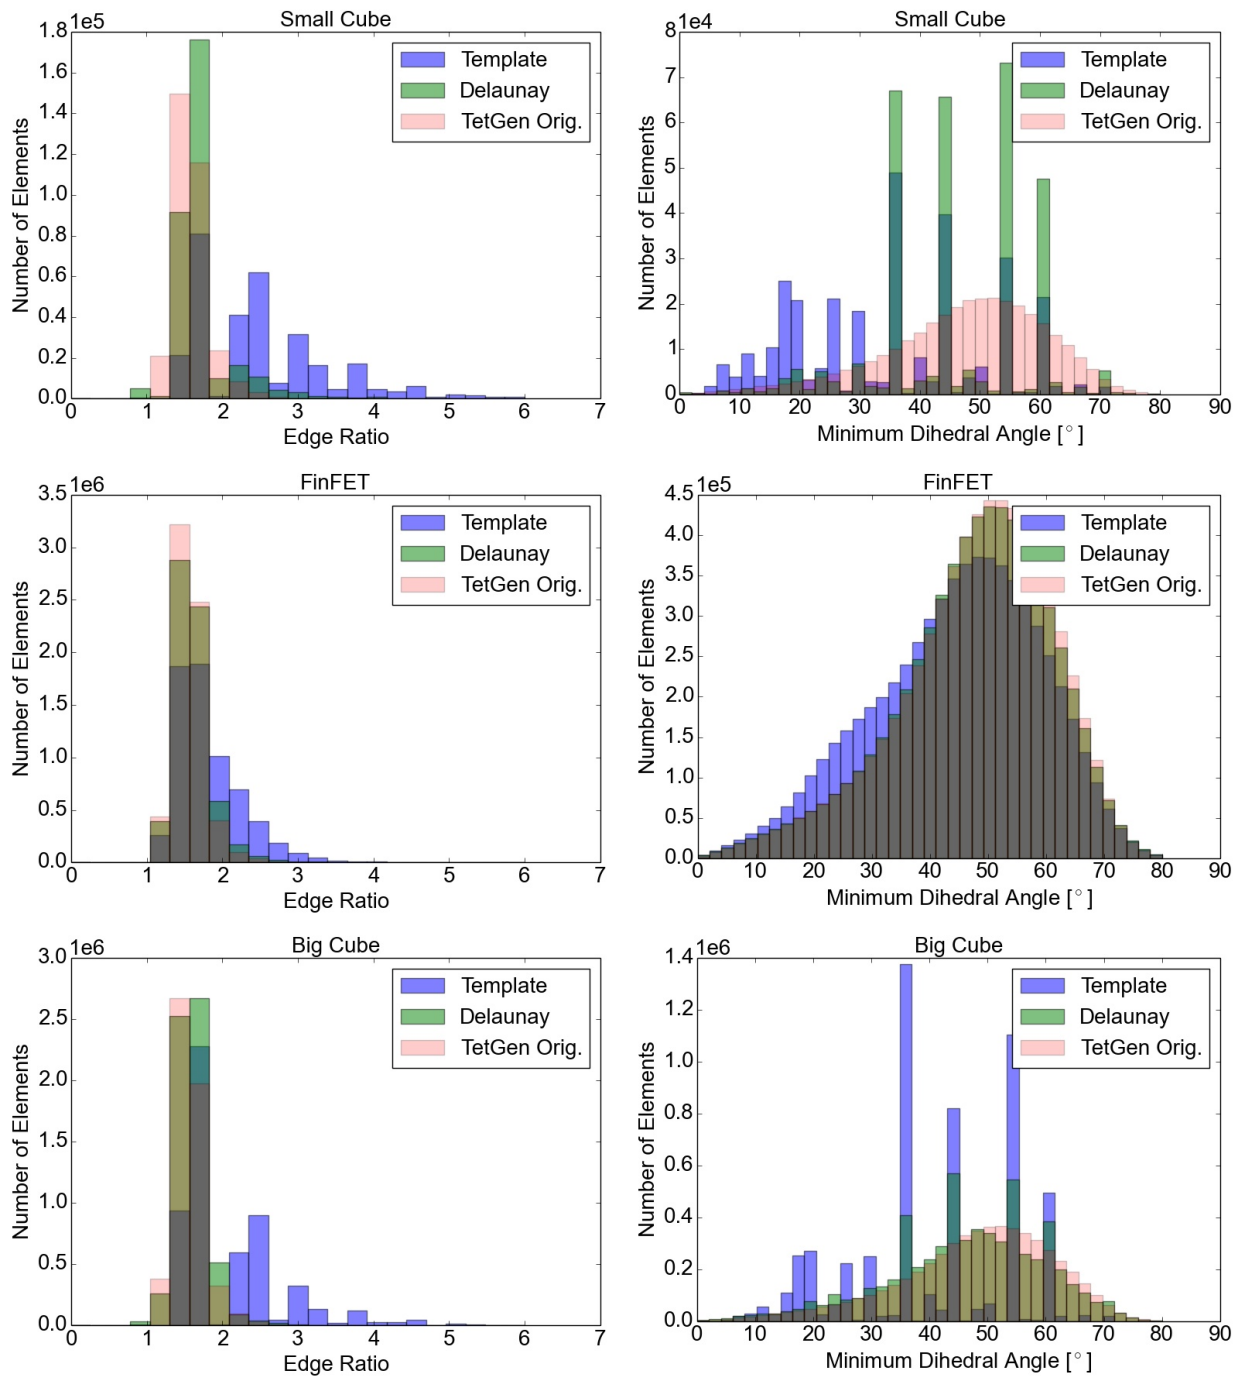 Small Cube
1e5
1.8
1.6
1.4
1.2
1.0
0.8
0.6
0.4
0.2
0.0
0 1 2 3 4 5 6 7
Number of Elements
Edge Ratio
Template
Delaunay
TetGen Orig.
Small Cube
1e4
8
7
6
5
4
3
2
1
0
0 10 20 30 40 50 60 70 80 90
Number of Elements
Minimum Dihedral Angle [°]
Template
Delaunay
TetGen Orig.
FinFET
1e6
3.5
3.0
2.5
2.0
1.5
1.0
0.5
0.0
0 1 2 3 4 5 6 7
Number of Elements
Edge Ratio
Template
Delaunay
TetGen Orig.
FinFET
1e5
4.5
4.0
3.5
3.0
2.5
2.0
1.5
1.0
0.5
0.0
0 10 20 30 40 50 60 70 80 90
Number of Elements
Minimum Dihedral Angle [°]
Template
Delaunay
TetGen Orig.
Big Cube
1e6
3.0
2.5
2.0
1.5
1.0
0.5
0.0
0 1 2 3 4 5 6 7
Number of Elements
Edge Ratio
Template
Delaunay
TetGen Orig.
Big Cube
1e6
1.4
1.2
1.0
0.8
0.6
0.4
0.2
0.0
0 10 20 30 40 50 60 70 80 90
Number of Elements
Minimum Dihedral Angle [°]
Template
Delaunay
TetGen Orig.